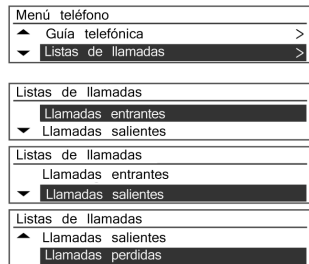 Menú teléfono
Guía telefónica >
Listas de llamadas >
Listas de llamadas
Llamadas entrantes
Llamadas salientes
Listas de llamadas
Llamadas entrantes
Llamadas salientes
Listas de llamadas
Llamadas salientes
Llamadas perdidas